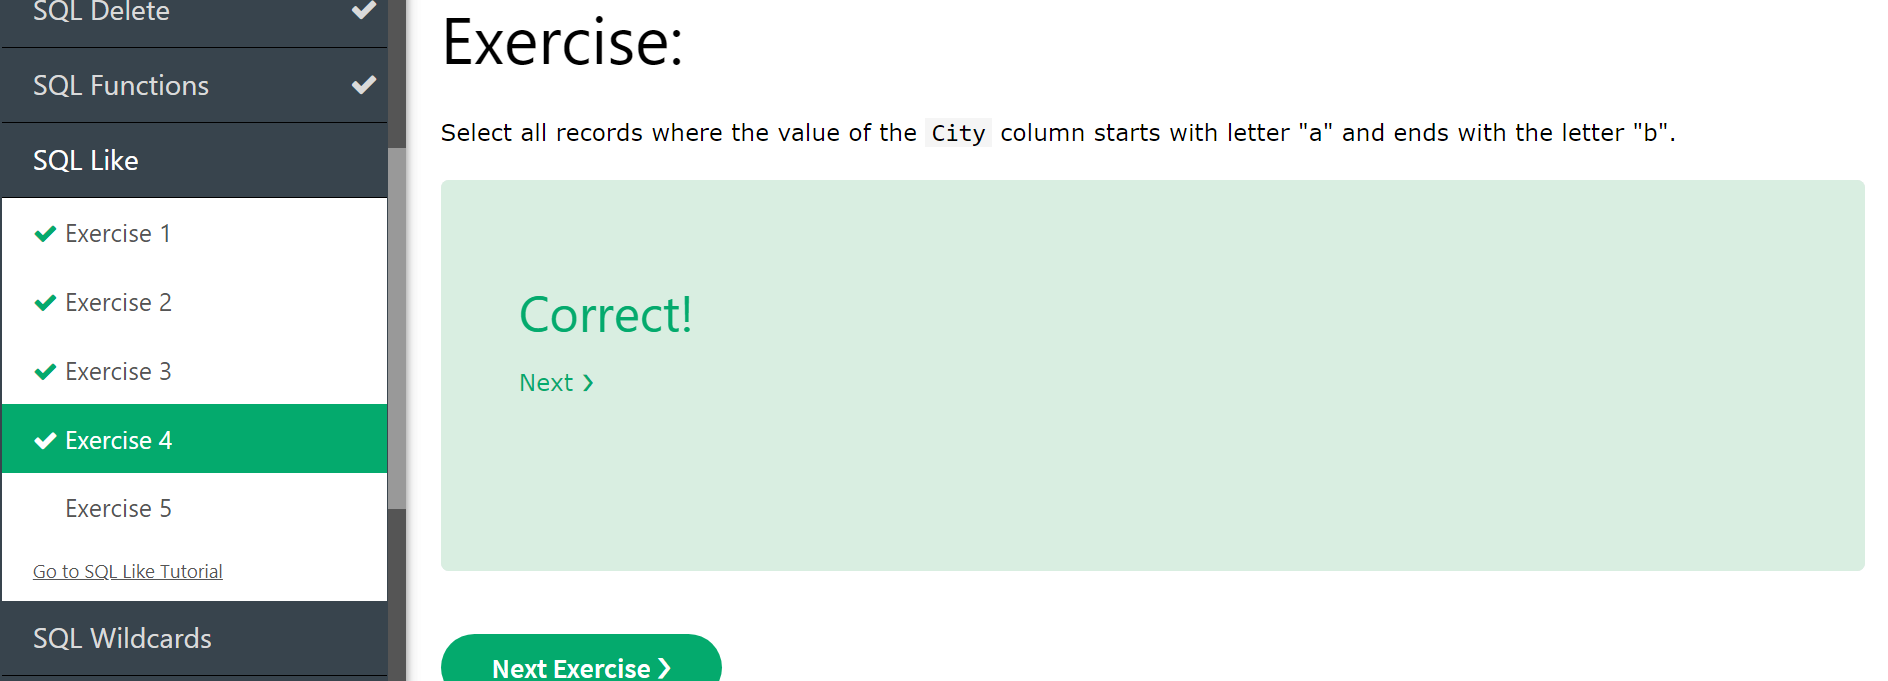 SQL Delete
SQL Functions
SQL Like
Exercise 1
Exercise 2
Exercise 3
Exercise 4
Exercise 5
Go to SQL Like Tutorial
SQL Wildcards
Exercise:
Select all records where the value of the City column starts with letter "a" and ends with the letter "b".
Correct!
Next ❯
Next Exercise ❯